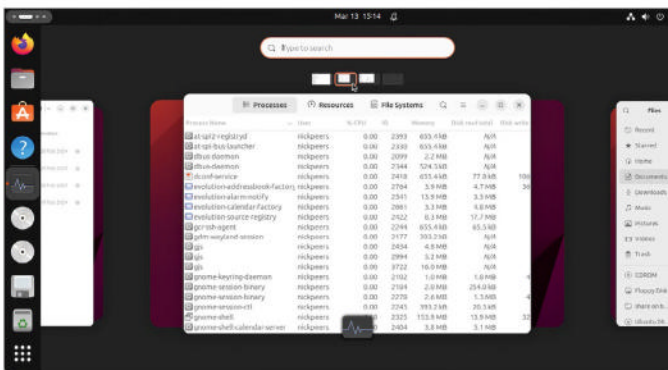 Mar 13 15:14
Type to search
Processes Resources File Systems
Process Name User % CPU ID Memory Disk read total Disk write
at-spi2-registryd nickpeers 0.00 2393 655.4 kB N/A
at-spi-bus-launcher nickpeers 0.00 2330 655.4 kB N/A
dbus-daemon nickpeers 0.00 2099 2.2 MB N/A
dbus-daemon nickpeers 0.00 2344 524.3 kB N/A
dconf-service nickpeers 0.00 2418 655.4 kB 77.8 kB
evolution-addressbook-factory nickpeers 0.00 2764 3.9 MB 4.7 MB
evolution-alarm-notify nickpeers 0.00 2541 15.9 MB 3.3 MB
evolution-calendar-factory nickpeers 0.00 2661 3.3 MB 4.8 MB
evolution-source-registry nickpeers 0.00 2422 8.3 MB 17.7 MB
gcr-ssh-agent nickpeers 0.00 2244 655.4 kB 65.5 kB
gdm-wayland-session nickpeers 0.00 2177 393.2 kB N/A
gjs nickpeers 0.00 2434 4.8 MB N/A
gjs nickpeers 0.00 2994 5.2 MB N/A
gjs nickpeers 0.00 3722 16.6 MB N/A
gnome-keyring-daemon nickpeers 0.00 2102 1.0 MB 1.0 MB
gnome-session-binary nickpeers 0.00 2184 2.0 MB 254.0 kB
gnome-session-binary nickpeers 0.00 2270 2.6 MB 1.3 MB
gnome-session-ctl nickpeers 0.00 2245 393.2 kB 20.5 kB
gnome-shell nickpeers 2325 153.8 MB 13.9 MB
gnome-shell-calendar-server nickpeers 2404 3.8 MB 3.1 MB
Files
Recent
Starred
Home
Documents
Downloads
Music
Pictures
Videos
Trash
CDROM
Floppy Disk